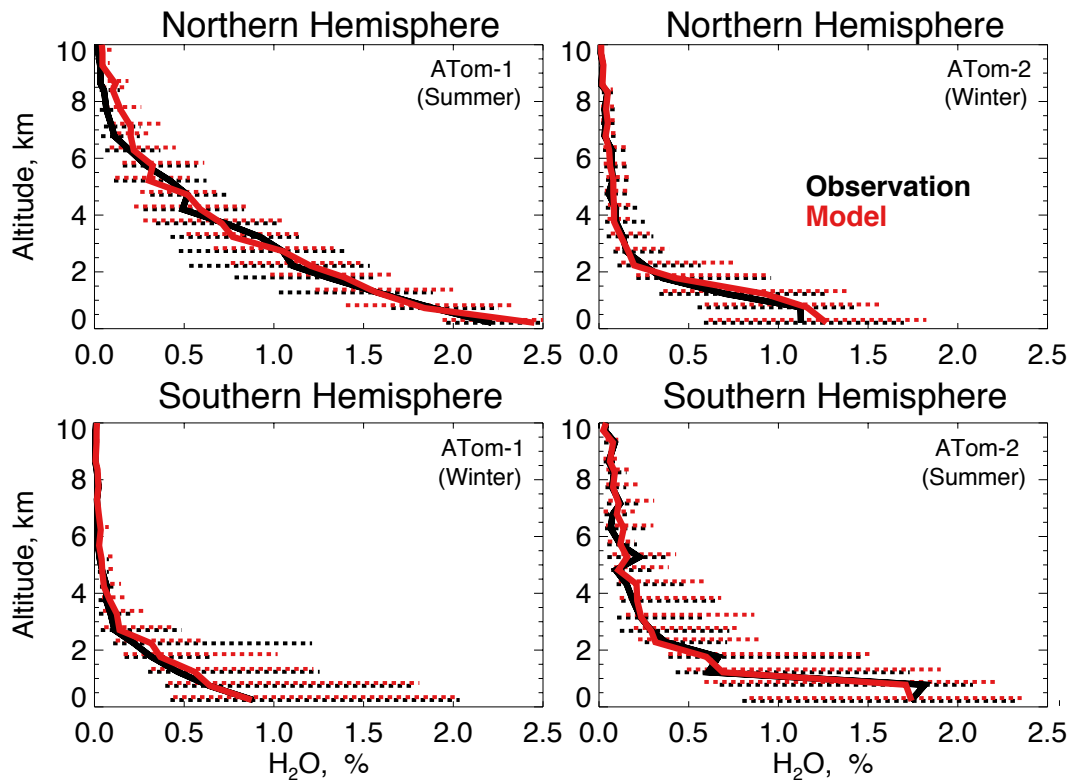 Northern Hemisphere
Northern Hemisphere
10
8
6
4
2
0
Altitude, km
ATom-1
(Summer)
0.0 0.5 1.0 1.5 2.0 2.5
10
8
6
4
2
0
ATom-2
(Winter)
Observation
Model
0.0 0.5 1.0 1.5 2.0 2.5
Southern Hemisphere
Southern Hemisphere
10
8
6
4
2
0
Altitude, km
ATom-1
(Winter)
0.0 0.5 1.0 1.5 2.0 2.5
H₂O, %
10
8
6
4
2
0
ATom-2
(Summer)
0.0 0.5 1.0 1.5 2.0 2.5
H₂O, %